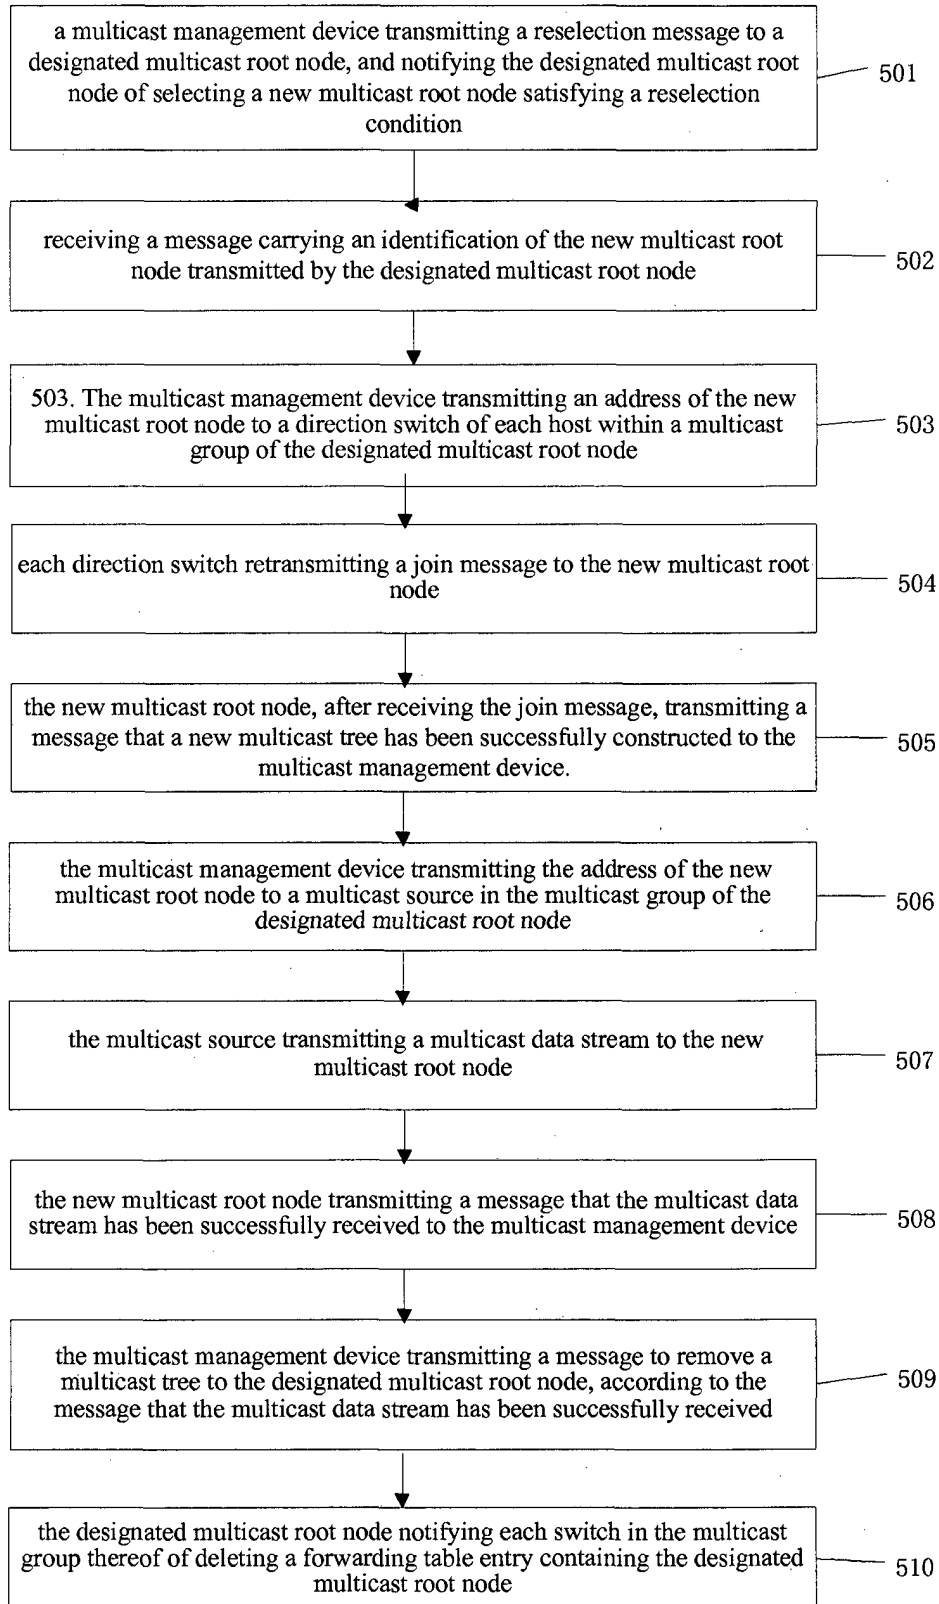 a multicast management device transmitting a reselection message to a
designated multicast root node, and notifying the designated multicast root
node of selecting a new multicast root node satisfying a reselection
condition
501
receiving a message carrying an identification of the new multicast root
node transmitted by the designated multicast root node
502
503. The multicast management device transmitting an address of the new
multicast root node to a direction switch of each host within a multicast
group of the designated multicast root node
503
each direction switch retransmitting a join message to the new multicast root
node
504
the new multicast root node, after receiving the join message, transmitting a
message that a new multicast tree has been successfully constructed to the
multicast management device.
505
the multicast management device transmitting the address of the new
multicast root node to a multicast source in the multicast group of the
designated multicast root node
506
the multicast source transmitting a multicast data stream to the new
multicast root node
507
the new multicast root node transmitting a message that the multicast data
stream has been successfully received to the multicast management device
508
the multicast management device transmitting a message to remove a
multicast tree to the designated multicast root node, according to the
message that the multicast data stream has been successfully received
509
the designated multicast root node notifying each switch in the multicast
group thereof of deleting a forwarding table entry containing the designated
multicast root node
510